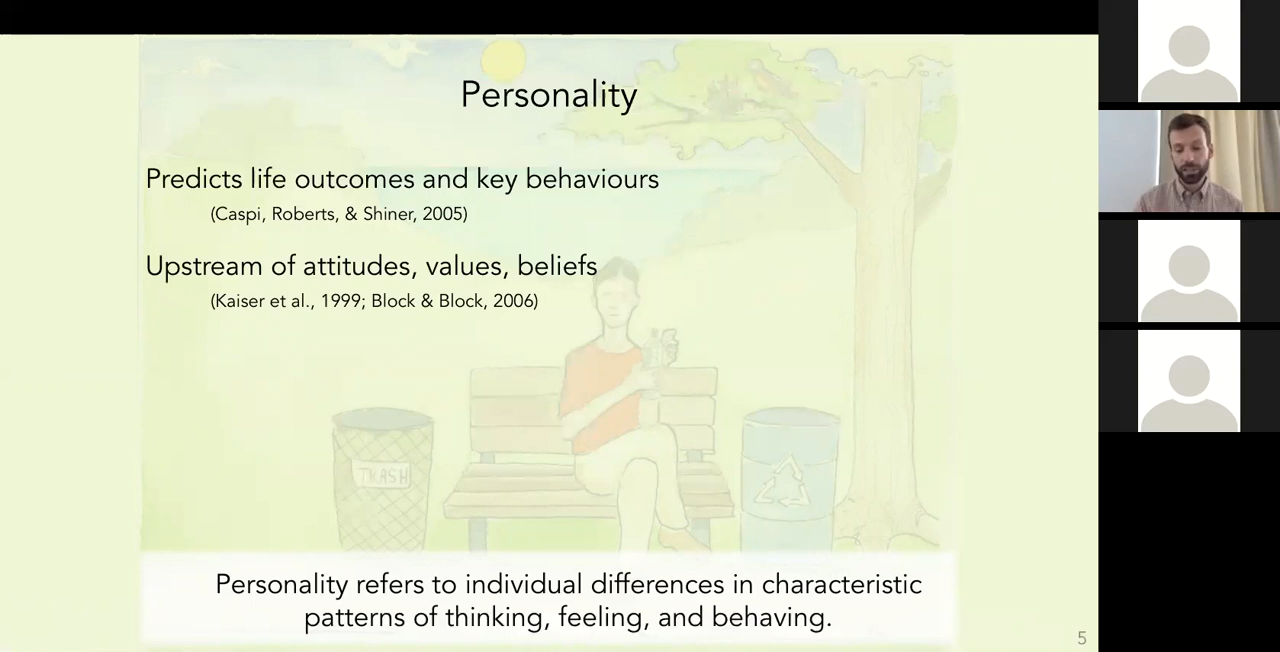 Personality
Predicts life outcomes and key behaviours
(Caspi, Roberts, & Shiner, 2005)
Upstream of attitudes, values, beliefs
(Kaiser et al., 1999; Block & Block, 2006)
TRASH
Personality refers to individual differences in characteristic
patterns of thinking, feeling, and behaving.
5